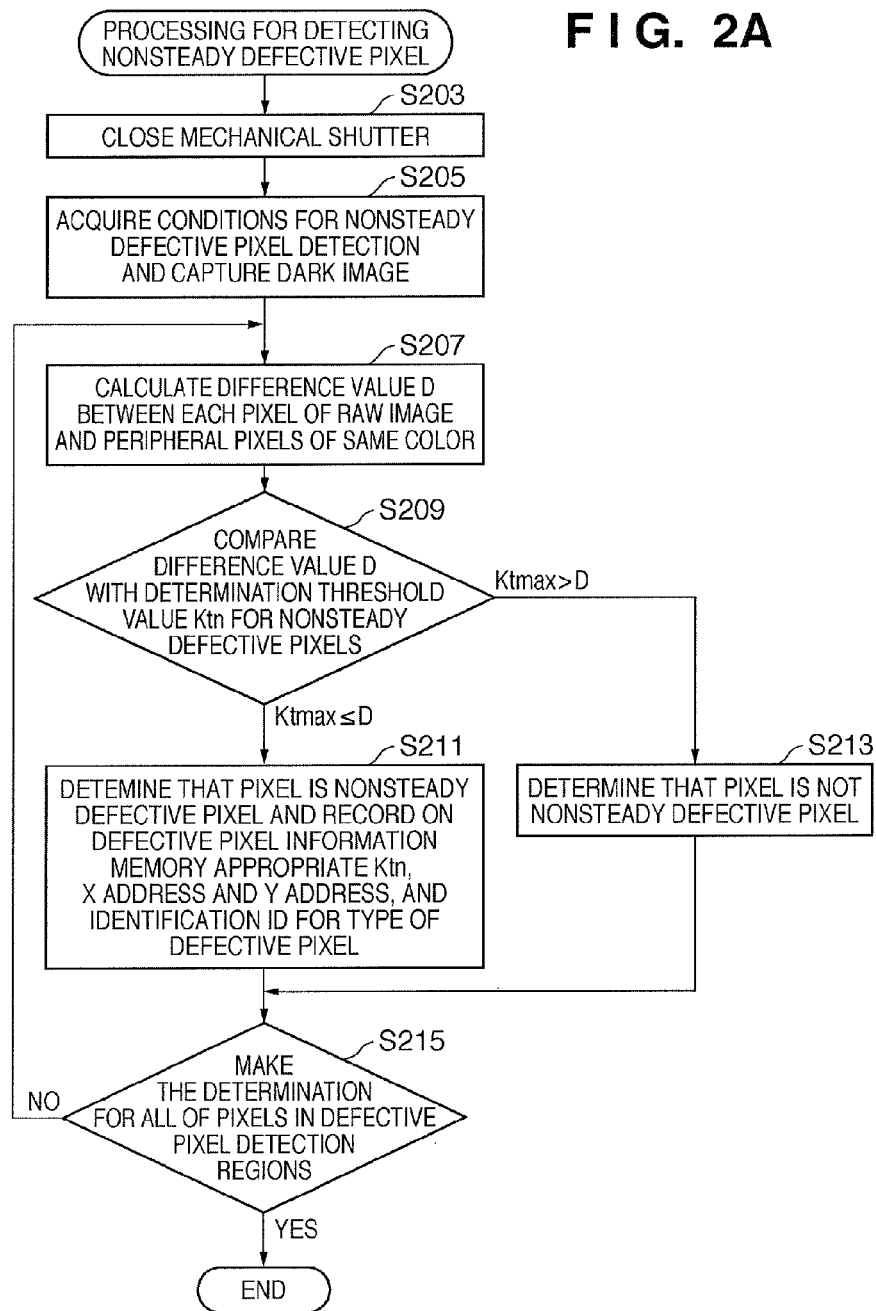 PROCESSING FOR DETECTING
NONSTEADY DEFECTIVE PIXEL
FIG. 2A
S203
CLOSE MECHANICAL SHUTTER
S205
ACQUIRE CONDITIONS FOR NONSTEADY
DEFECTIVE PIXEL DETECTION
AND CAPTURE DARK IMAGE
S207
CALCULATE DIFFERENCE VALUE D
BETWEEN EACH PIXEL OF RAW IMAGE
AND PERIPHERAL PIXELS OF SAME COLOR
S209
COMPARE
DIFFERENCE VALUE D
WITH DETERMINATION THRESHOLD
VALUE Ktn FOR NONSTEADY
DEFECTIVE PIXELS
Ktmax>D
Ktmax≤D
S211
DETEMINE THAT PIXEL IS NONSTEADY
DEFECTIVE PIXEL AND RECORD ON
DEFECTIVE PIXEL INFORMATION
MEMORY APPROPRIATE Ktn,
X ADDRESS AND Y ADDRESS, AND
IDENTIFICATION ID FOR TYPE OF
DEFECTIVE PIXEL
S213
DETERMINE THAT PIXEL IS NOT
NONSTEADY DEFECTIVE PIXEL
S215
MAKE
THE DETERMINATION
FOR ALL OF PIXELS IN DEFECTIVE
PIXEL DETECTION
REGIONS
NO
YES
END